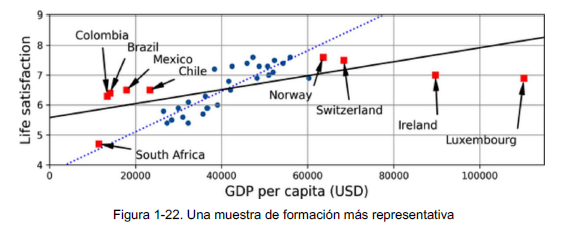 9
8
7
6
5
4
Life satisfaction
Colombia
Brazil
Mexico
Chile
South Africa
Norway
Switzerland
Ireland
Luxembourg
0
20000
40000
60000
80000
100000
GDP per capita (USD)
Figura 1-22. Una muestra de formación más representativa